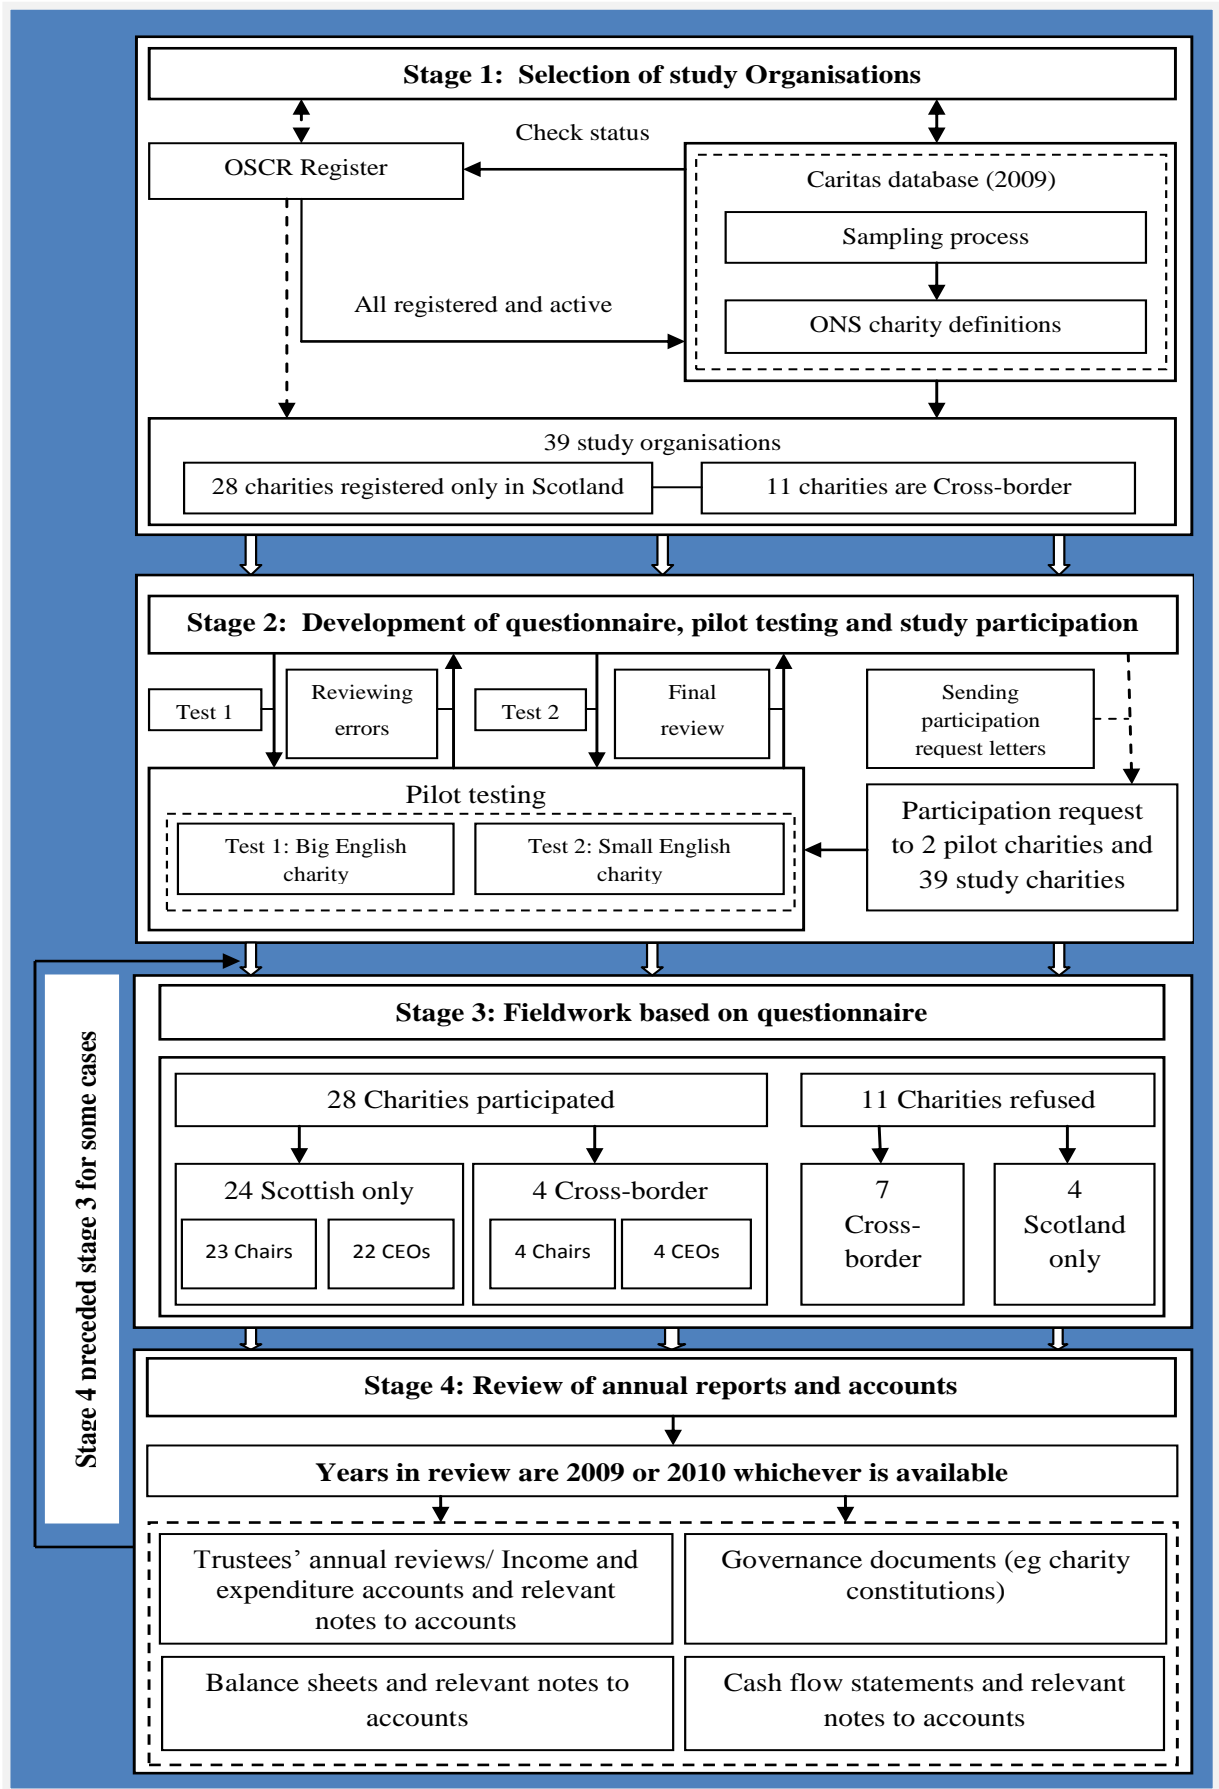 Stage 1:  Selection of study Organisations
Check status
OSCR Register
Caritas database (2009)
Sampling process
All registered and active
ONS charity definitions
39 study organisations
28 charities registered only in Scotland
11 charities are Cross-border
Stage 2:  Development of questionnaire, pilot testing and study participation
Test 1
Reviewing
errors
Test 2
Final
review
Sending
participation
request letters
Pilot testing
Test 1: Big English
charity
Test 2: Small English
charity
Participation request
to 2 pilot charities and
39 study charities
Stage 4 preceded stage 3 for some cases
Stage 3: Fieldwork based on questionnaire
28 Charities participated
11 Charities refused
24 Scottish only
23 Chairs
22 CEOs
4 Cross-border
4 Chairs
4 CEOs
7
Cross-
border
4
Scotland
only
Stage 4: Review of annual reports and accounts
Years in review are 2009 or 2010 whichever is available
Trustees’ annual reviews/ Income and
expenditure accounts and relevant
notes to accounts
Governance documents (eg charity
constitutions)
Balance sheets and relevant notes to
accounts
Cash flow statements and relevant
notes to accounts